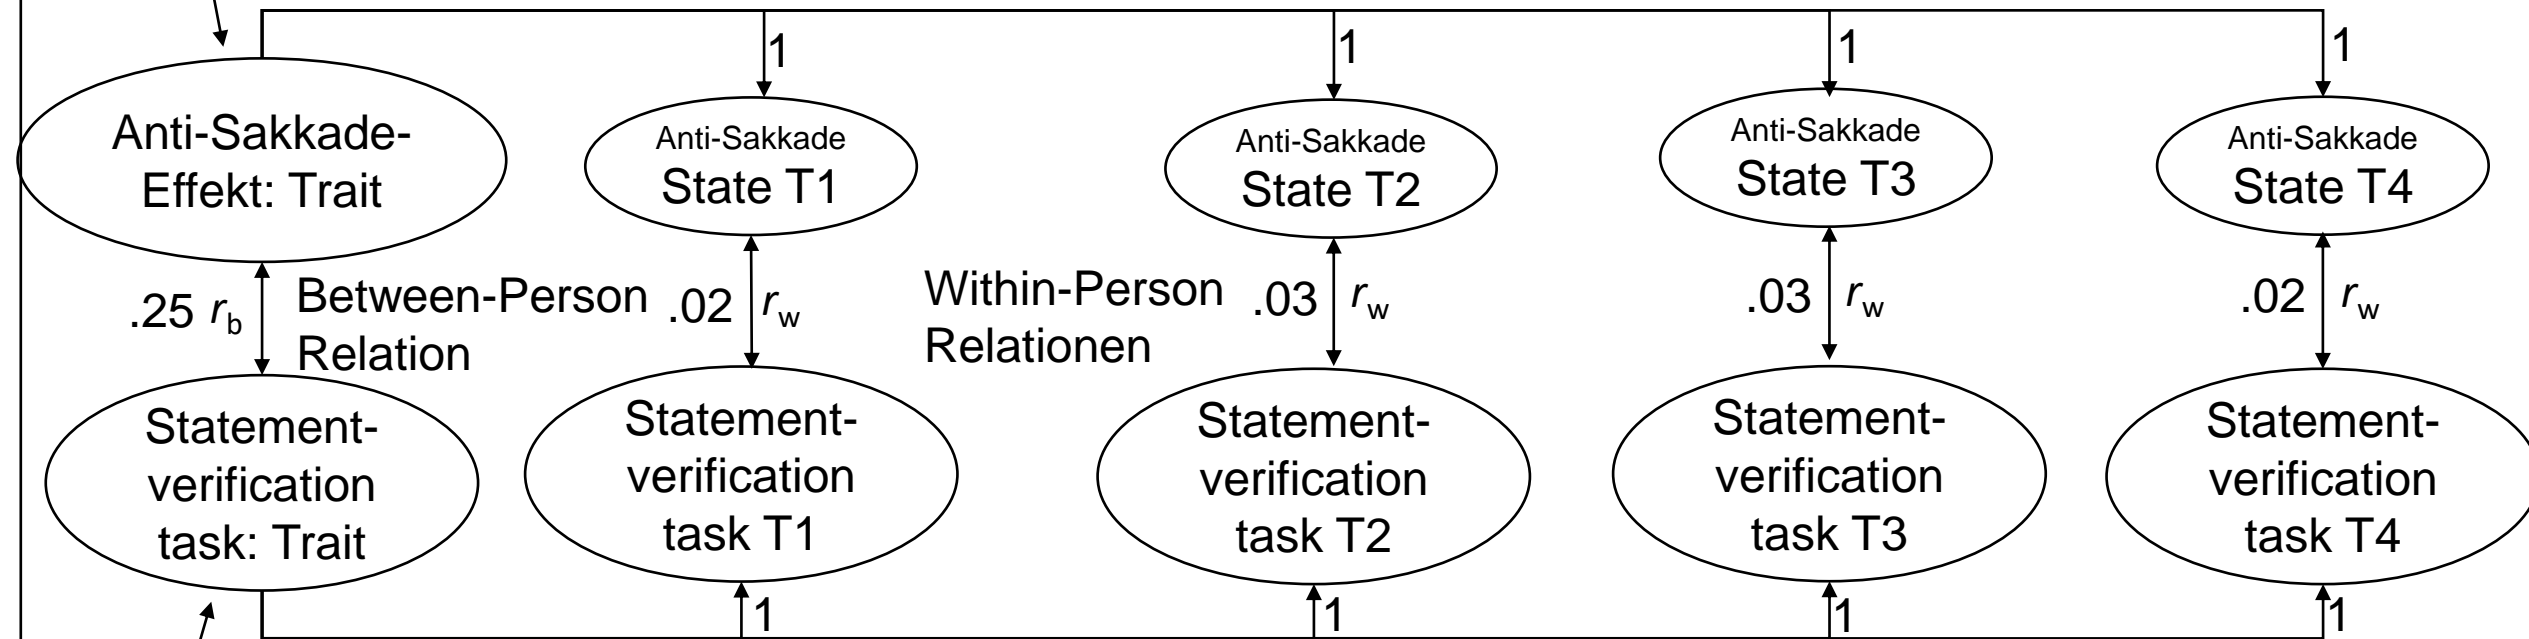 1
1
1
1
Anti-Sakkade-
Effekt: Trait
Anti-Sakkade
State T1
Anti-Sakkade
State T2
Anti-Sakkade
State T3
Anti-Sakkade
State T4
.25 rb
Between-Person
Relation
.02 rw
Within-Person
Relationen
.03 rw
.03 rw
.02 rw
Statement-
verification
task: Trait
Statement-
verification
task T1
Statement-
verification
task T2
Statement-
verification
task T3
Statement-
verification
task T4
1
1
1
1